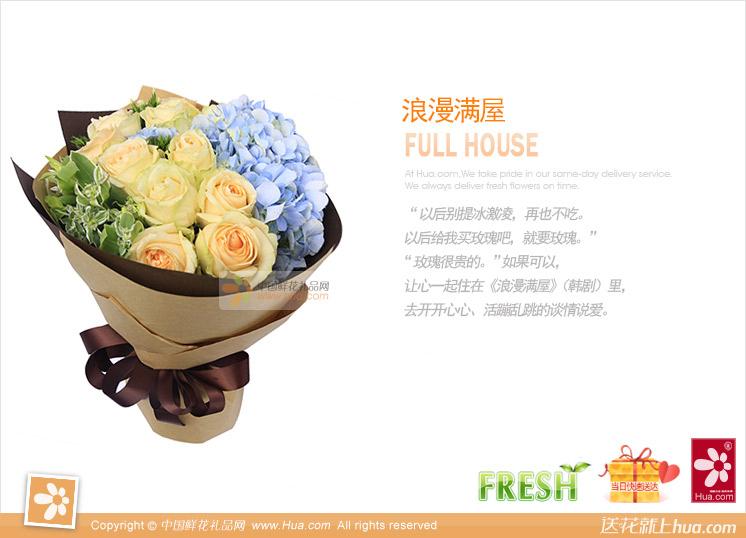 浪漫满屋
FULL HOUSE
At Hua.com,We take pride in our same-day delivery service.
We always deliver fresh flowers on time.
“以后别提冰激凌，再也不吃。
以后给我买玫瑰吧，就要玫瑰。”
“玫瑰很贵的。”如果可以，
让心一起住在《浪漫满屋》（韩剧）里，
去开开心心、活蹦乱跳的谈情说爱。
中国鲜花礼品网
www.hua.com
FRESH
当日快递送达
Hua.com
Copyright © 中国鲜花礼品网 www.Hua.com All rights reserved
送花就上hua.com